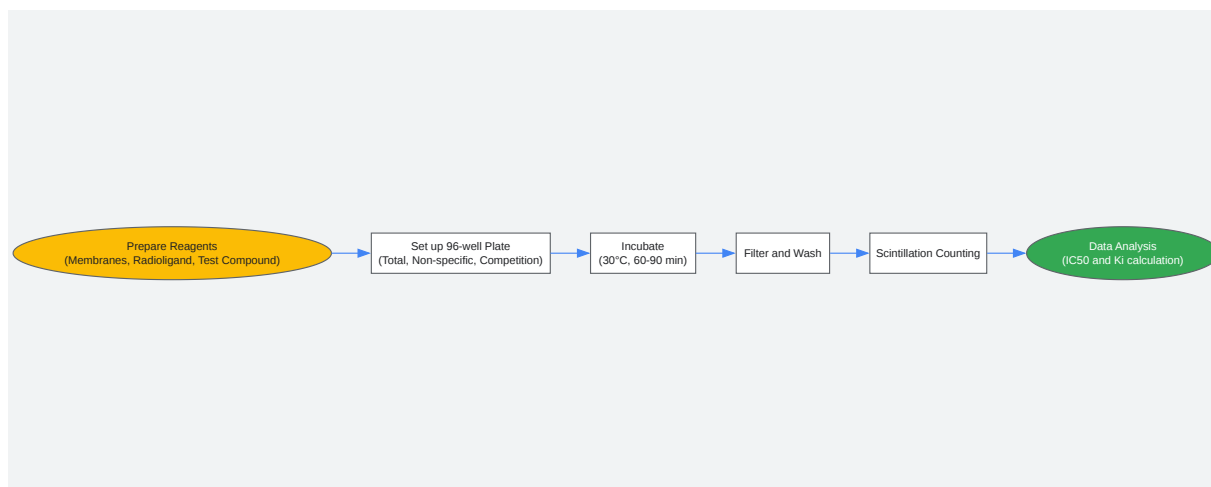 Prepare Reagents
(Membranes, Radioligand, Test Compound)
Set up 96-well Plate
(Total, Non-specific, Competition)
Incubate
(30°C, 60-90 min)
Filter and Wash
Scintillation Counting
Data Analysis
(IC50 and Ki calculation)